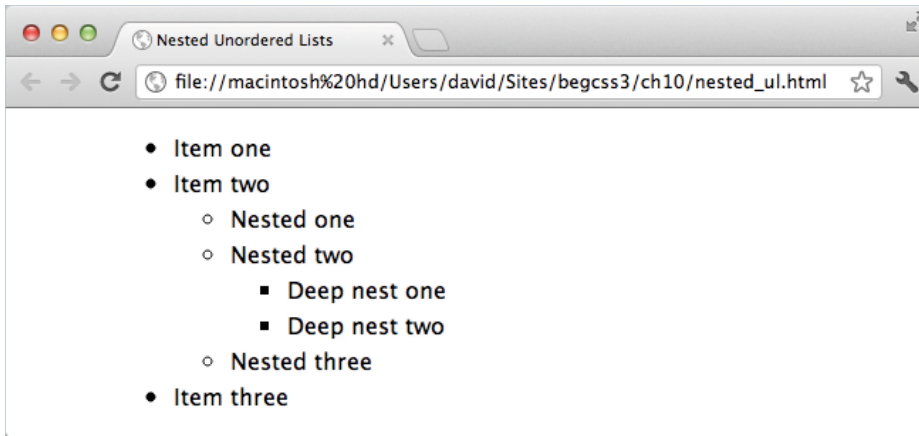 Nested Unordered Lists
file://macintosh%20hd/Users/david/Sites/begcss3/ch10/nested_ul.html
Item one
Item two
Nested one
Nested two
Deep nest one
Deep nest two
Nested three
Item three